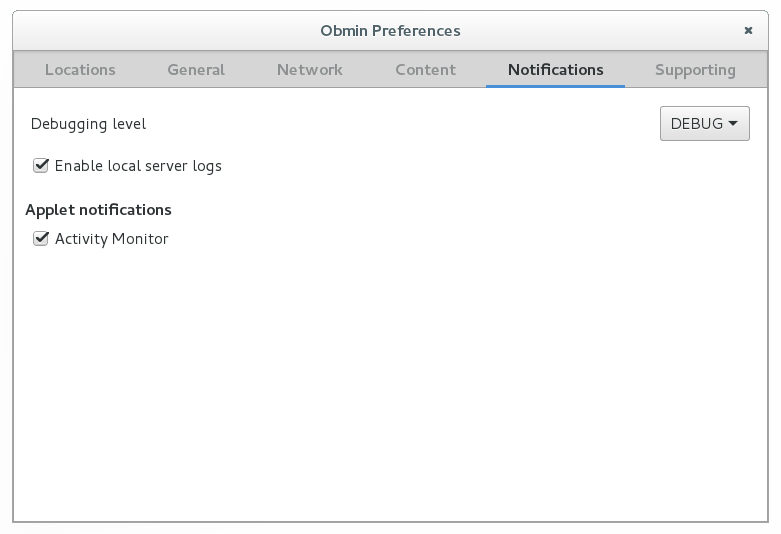 Obmin Preferences
Locations General Network Content Notifications Supporting
Debugging level DEBUG
Enable local server logs
Applet notifications
Activity Monitor